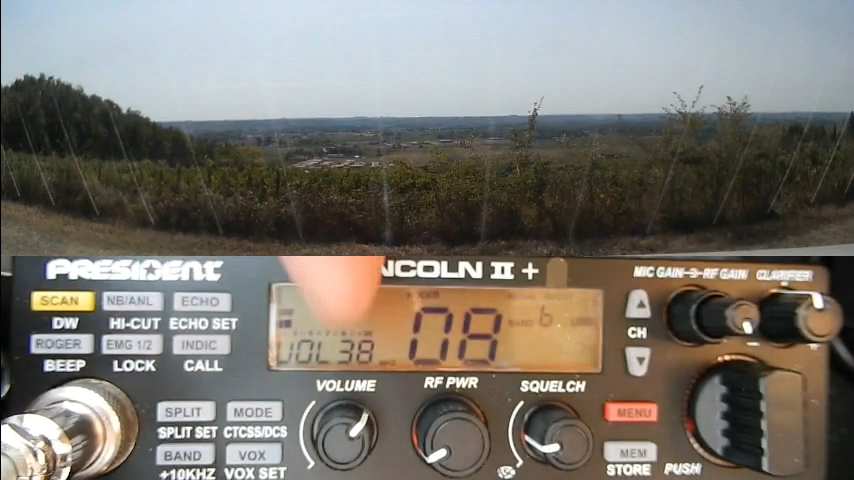 PRESIDENT
NCOLN II +
MIC GAIN RF GAIN CLARIFIER
SCAN NB/ANL ECHO
DW HI-CUT ECHO SET
ROGER EMG 1/2 INDIC
BEEP LOCK CALL
VOL38 08 BAND b
CH
VOLUME RF PWR SQUELCH
SPLIT MODE
SPLIT SET CTCSS/DCS
BAND VOX
+10KHZ VOX SET
MENU
MEM
STORE PUSH